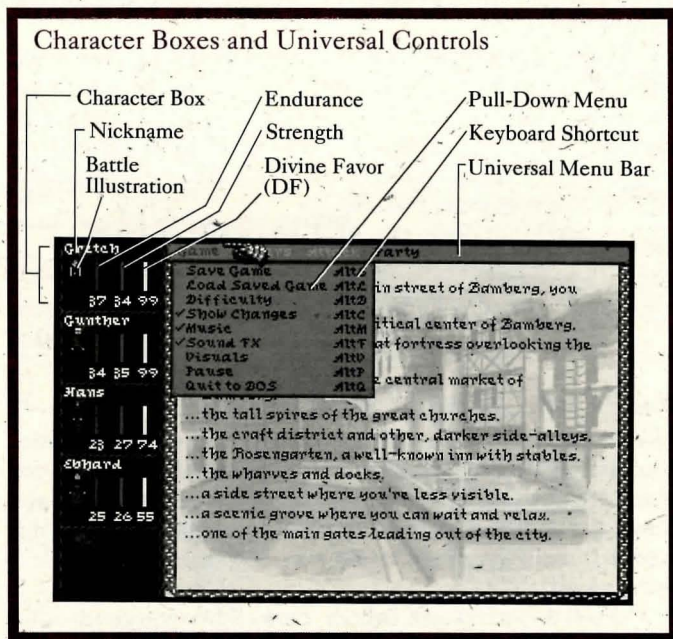 Character Boxes and Universal Controls
Character Box
Nickname
Battle
Illustration
Endurance
Strength
Divine Favor
(DF)
Pull-Down Menu
Keyboard Shortcut
Universal Menu Bar
Gretch
37 34 99
Gunther
34 35 99
Hans
23 27 74
Ebhard
25 26 55
Game arty
Save Game Alt
Load Saved Game AltL
Difficulty AltD
✓Show Changes AltC
✓Music AltM
✓Sound FX AltF
Visuals AltV
Pause AltP
Quit to DOS AltQ
in street of Bamberg, you
itical center of Bamberg.
at fortress overlooking the
e central market of
...the tall spires of the great churches.
...the craft district and other, darker side-alleys.
...the Rosengarten, a well-known inn with stables.
...the wharves and docks.
...a side street where you're less visible.
...a scenic grove where you can wait and relax.
...one of the main gates leading out of the city.